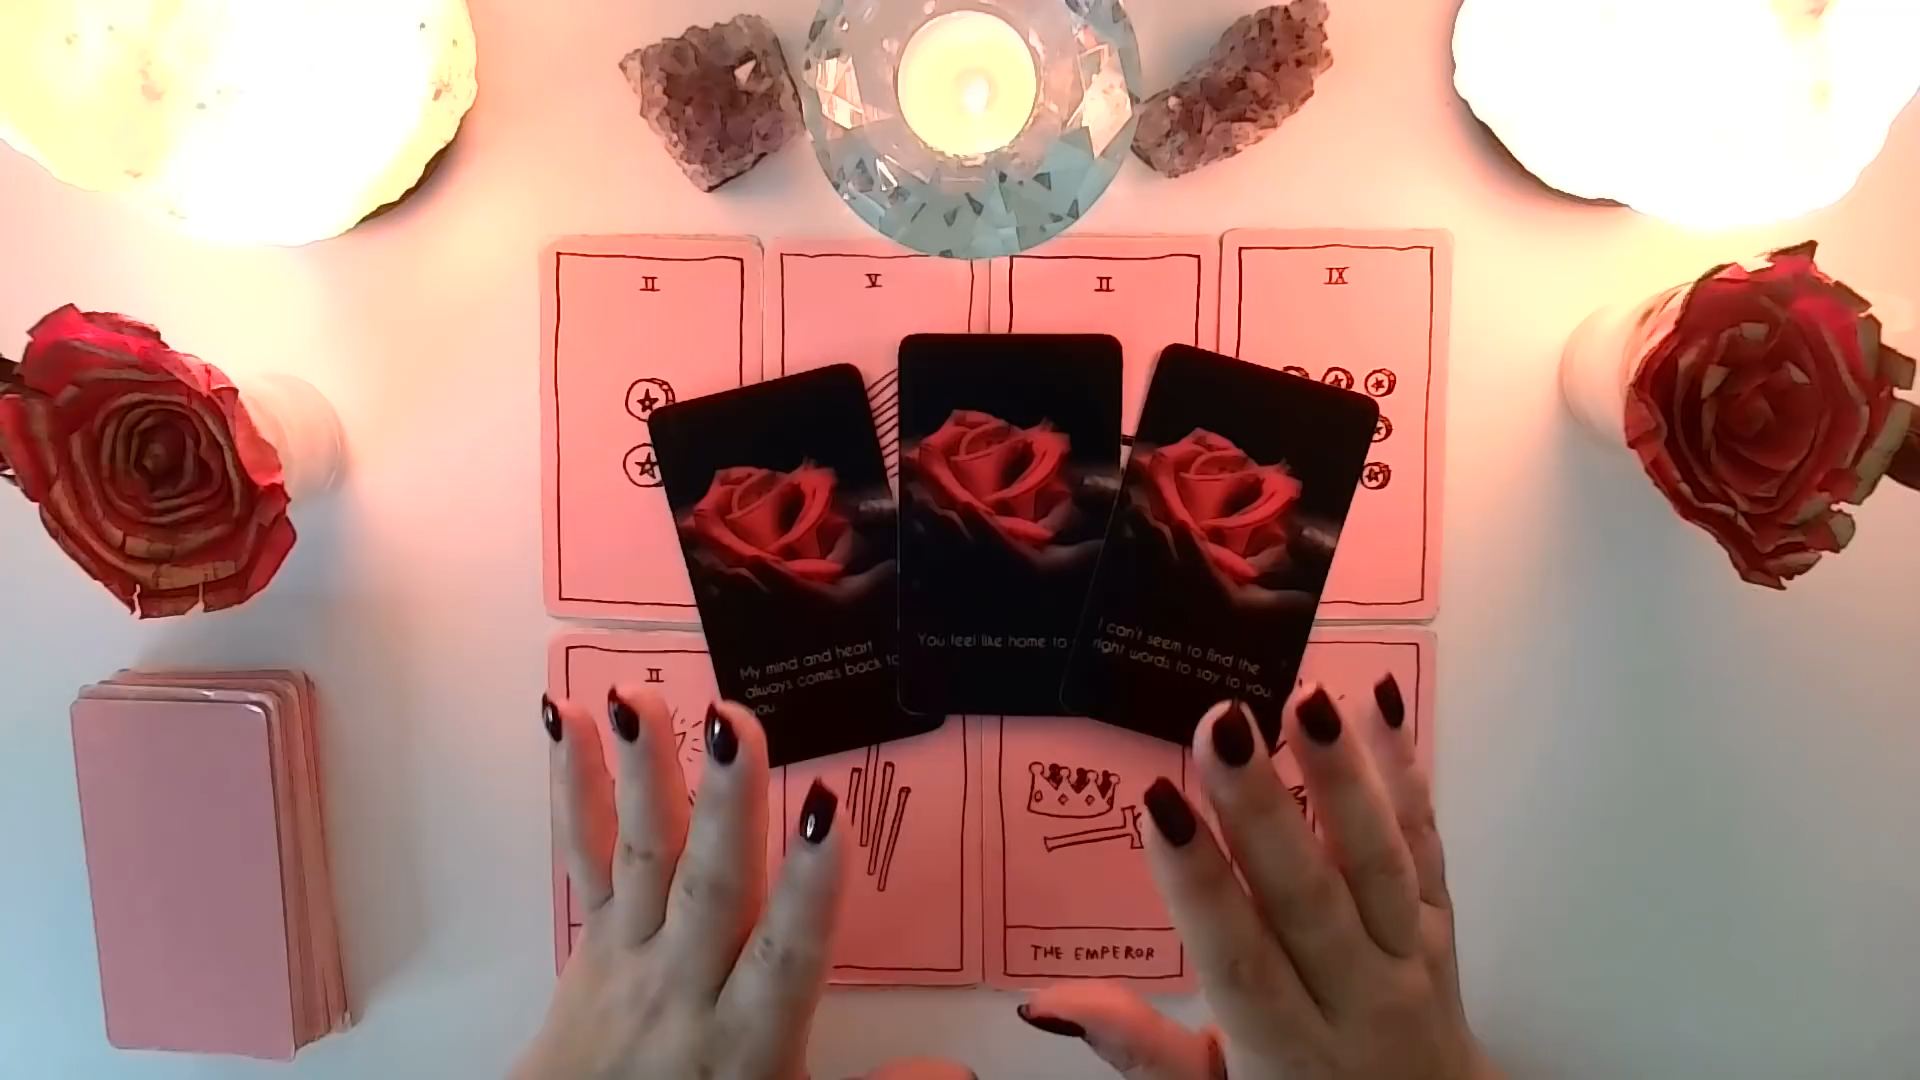 II
V
II
IX
My mind and heart
always comes back to
you.
You feel like home to
I can't seem to find the
right words to say to you.
II
THE EMPEROR